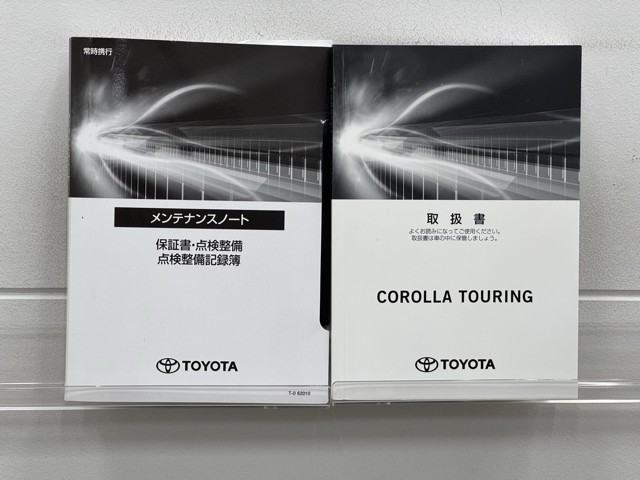 常時携行
メンテナンスノート
保証書・点検整備
点検整備記録簿
TOYOTA
T-0 62010
取扱書
よくお読みになってご使用ください。
取扱書は車の中に保管しましょう。
COROLLA TOURING
TOYOTA